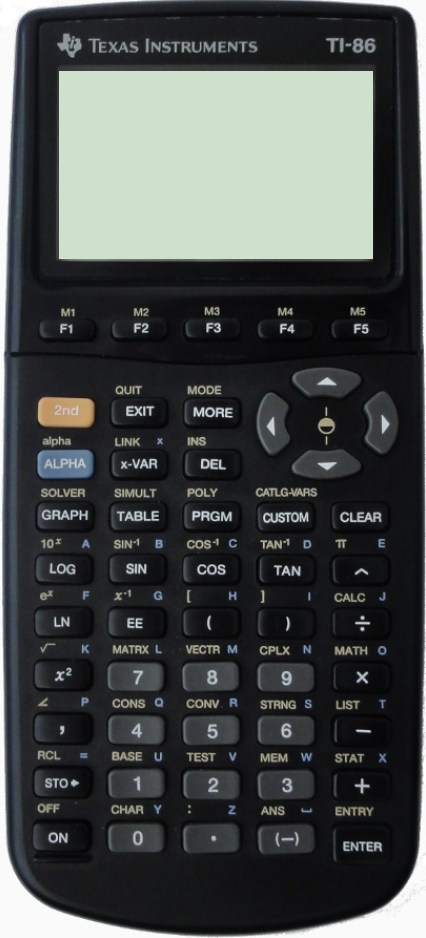 TEXAS INSTRUMENTS TI-86
M1 M2 M3 M4 M5
F1 F2 F3 F4 F5
QUIT MODE
2nd EXIT MORE
alpha LINK x INS
ALPHA x-VAR DEL
SOLVER SIMULT POLY CATLG-VARS
GRAPH TABLE PRGM CUSTOM CLEAR
10ˣ A SIN⁻¹ B COS⁻¹ C TAN⁻¹ D π E
LOG SIN COS TAN ^
eˣ F x⁻¹ G [ H ] I CALC J
LN EE ( ) ÷
√ K MATRX L VECTR M CPLX N MATH O
x² 7 8 9 ×
∠ P CONS Q CONV R STRNG S LIST T
, 4 5 6 −
RCL = BASE U TEST V MEM W STAT X
STO▸ 1 2 3 +
OFF CHAR Y : Z ANS ⎵ ENTRY
ON 0 . (−) ENTER